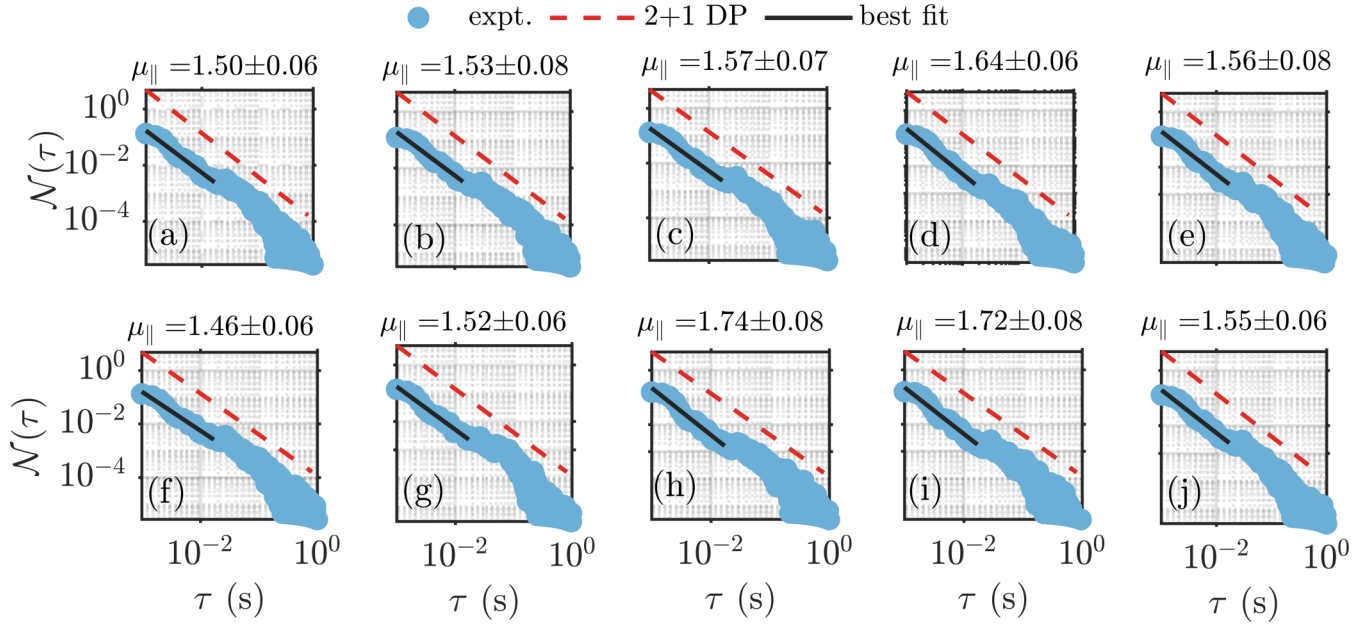 expt. 2+1 DP best fit
μ∥ =1.50±0.06 μ∥ =1.53±0.08 μ∥ =1.57±0.07 μ∥ =1.64±0.06 μ∥ =1.56±0.08
10^0
10^-2
10^-4
𝒩(τ)
(a) (b) (c) (d) (e)
μ∥ =1.46±0.06 μ∥ =1.52±0.06 μ∥ =1.74±0.08 μ∥ =1.72±0.08 μ∥ =1.55±0.06
10^0
10^-2
10^-4
𝒩(τ)
(f) (g) (h) (i) (j)
10^-2 10^0 10^-2 10^0 10^-2 10^0 10^-2 10^0 10^-2 10^0
τ (s) τ (s) τ (s) τ (s) τ (s)